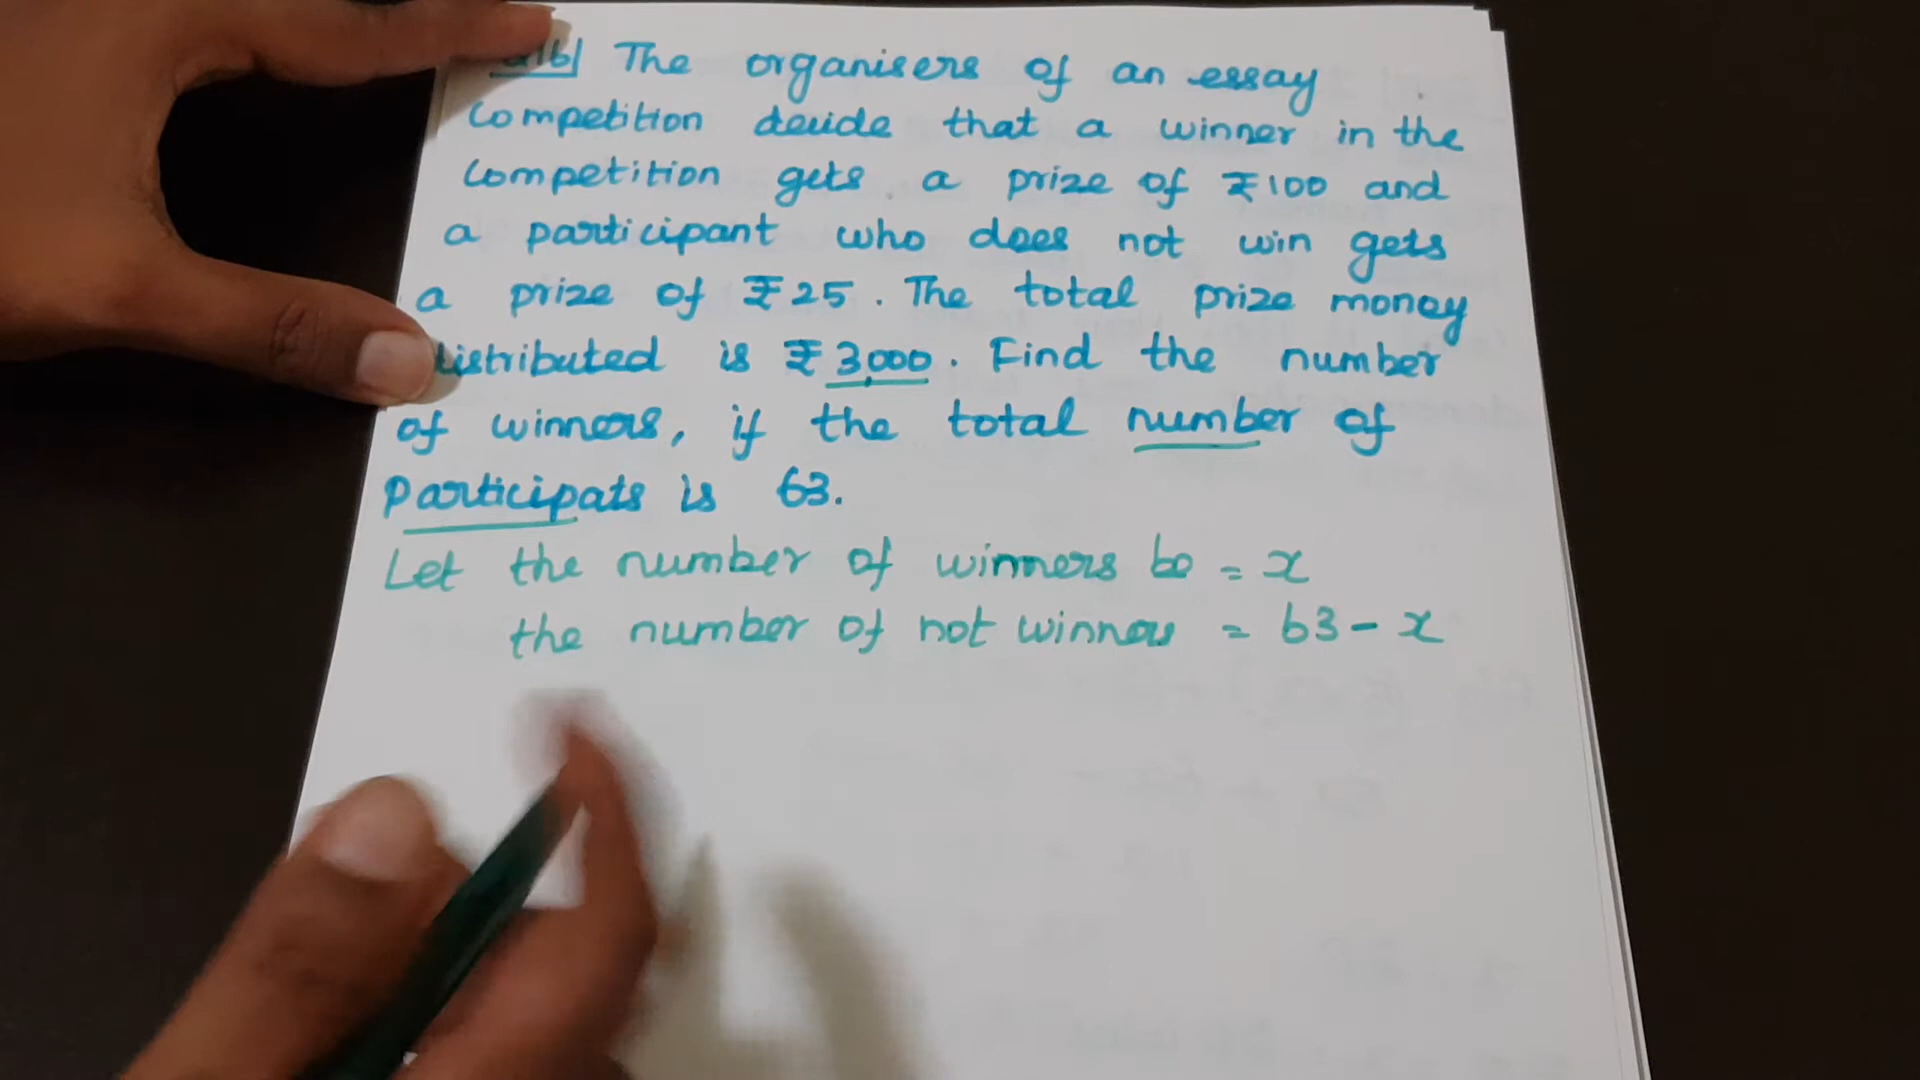 The organisers of an essay
competition decide that a winner in the
competition gets a prize of ₹100 and
a participant who does not win gets
a prize of ₹25. The total prize money
distributed is ₹3,000. Find the number
of winners, if the total number of
participats is 63.
Let the number of winners be = x
the number of not winners = 63 - x